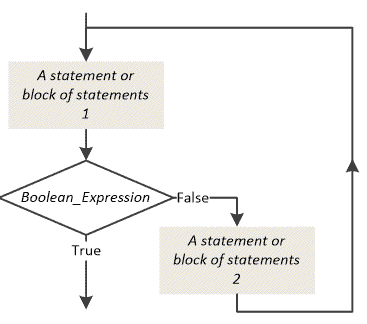 A statement or
block of statements
1
Boolean_Expression
False
True
A statement or
block of statements
2